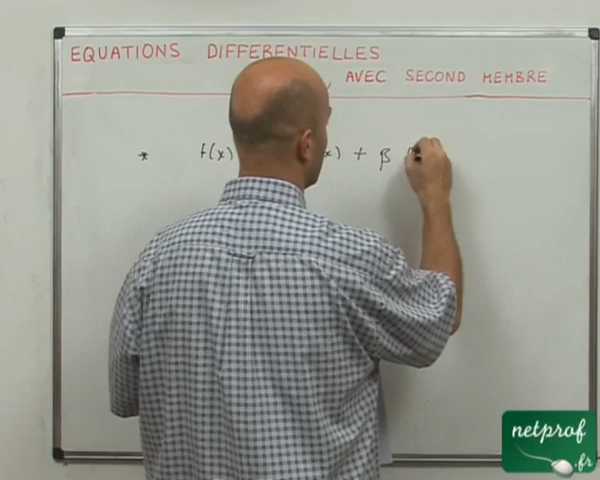 EQUATIONS DIFFERENTIELLES
AVEC SECOND MEMBRE
* f(x) x) + β
netprof
.fr